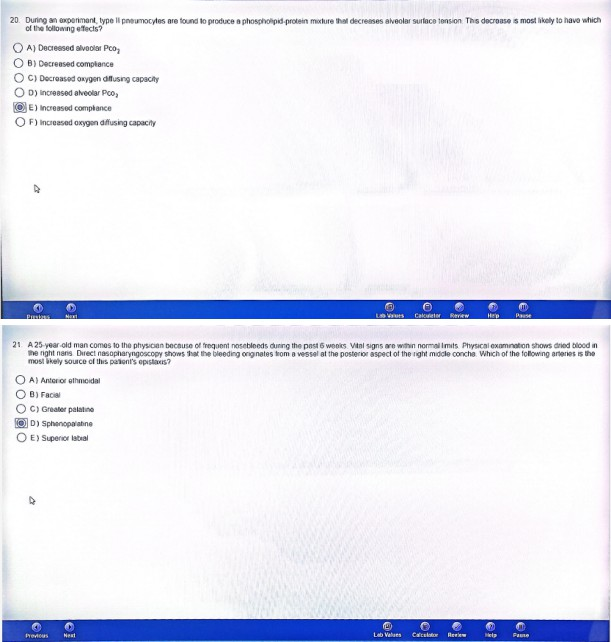 20. During an experiment, type II pneumocytes are found to produce a phospholipid-protein mixture that decreases alveolar surface tension. This decrease is most likely to have which
of the following effects?
A) Decreased alveolar Pco2
B) Decreased compliance
C) Decreased oxygen diffusing capacity
D) Increased alveolar Pco2
E) Increased compliance
F) Increased oxygen diffusing capacity
Previous Next Lab Values Calculator Review Help Pause
21. A 25-year-old man comes to the physician because of frequent nosebleeds during the past 6 weeks. Vital signs are within normal limits. Physical examination shows dried blood in
the right naris. Direct nasopharyngoscopy shows that the bleeding originates from a vessel at the posterior aspect of the right middle concha. Which of the following arteries is the
most likely source of this patient's epistaxis?
A) Anterior ethmoidal
B) Facial
C) Greater palatine
D) Sphenopalatine
E) Superior labial
Previous Next Lab Values Calculator Review Help Pause